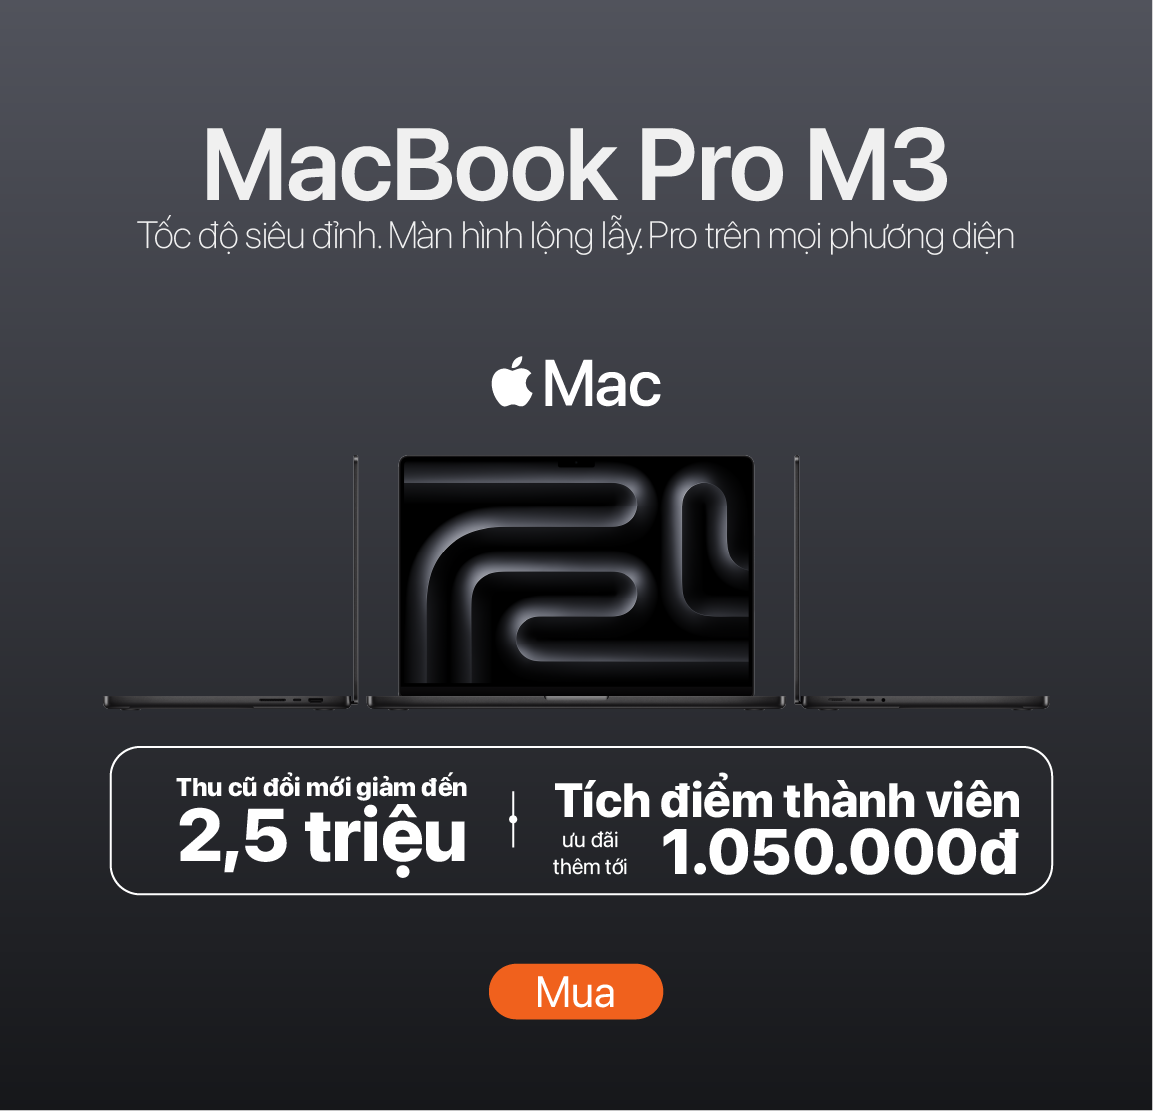 MacBook Pro M3
Tốc độ siêu đỉnh. Màn hình lộng lẫy. Pro trên mọi phương diện
Mac
Thu cũ đổi mới giảm đến
2,5 triệu
Tích điểm thành viên
ưu đãi
thêm tới
1.050.000đ
Mua